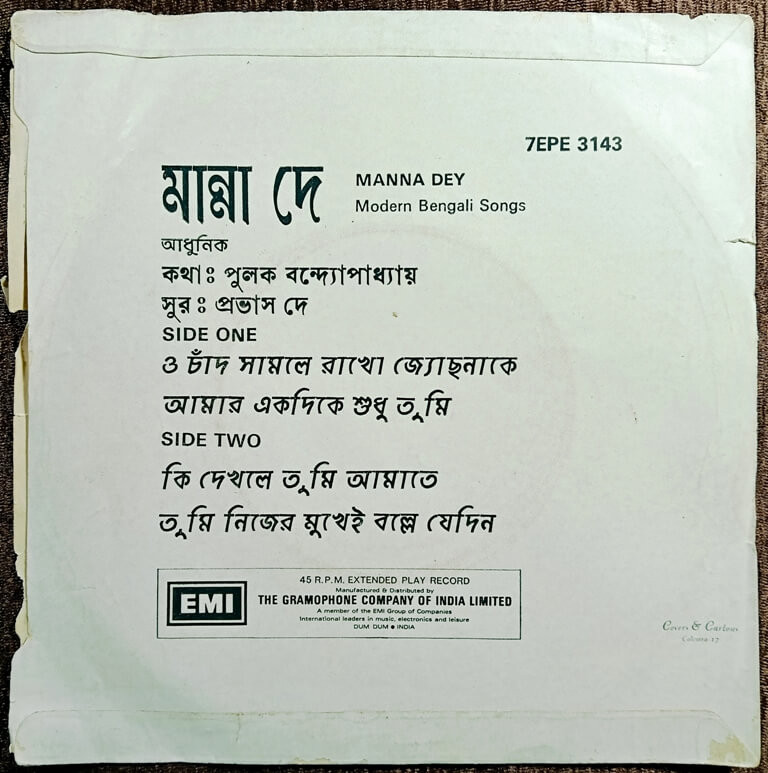 7EPE 3143
মান্না দে MANNA DEY
Modern Bengali Songs
আধুনিক
কথা : পুলক বন্দ্যোপাধ্যায়
সুর : প্রভাস দে
SIDE ONE
ও চাঁদ সামলে রাখো জ্যোছনাকে
আমার একদিকে শুধু তুমি
SIDE TWO
কি দেখলে তুমি আমাতে
তুমি নিজের মুখেই বল্লে যেদিন
EMI
45 R.P.M. EXTENDED PLAY RECORD
Manufactured & Distributed by
THE GRAMOPHONE COMPANY OF INDIA LIMITED
A member of the EMI Group of Companies
International leaders in music, electronics and leisure
DUM DUM ● INDIA
Covers & Cartons
Calcutta-17